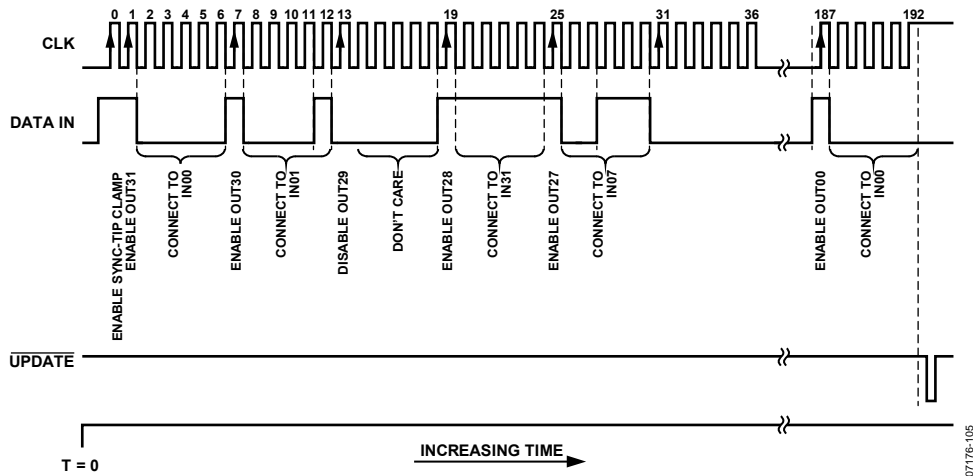 0 1 2 3 4 5 6 7 8 9 10 11 12 13 19 25 31 36 187 192
CLK
DATA IN
ENABLE SYNC-TIP CLAMP
ENABLE OUT31
CONNECT TO
IN00
ENABLE OUT30
CONNECT TO
IN01
DISABLE OUT29
DON'T CARE
ENABLE OUT28
CONNECT TO
IN31
ENABLE OUT27
CONNECT TO
IN07
ENABLE OUT00
CONNECT TO
IN00
UPDATE
T = 0
INCREASING TIME
07176-105